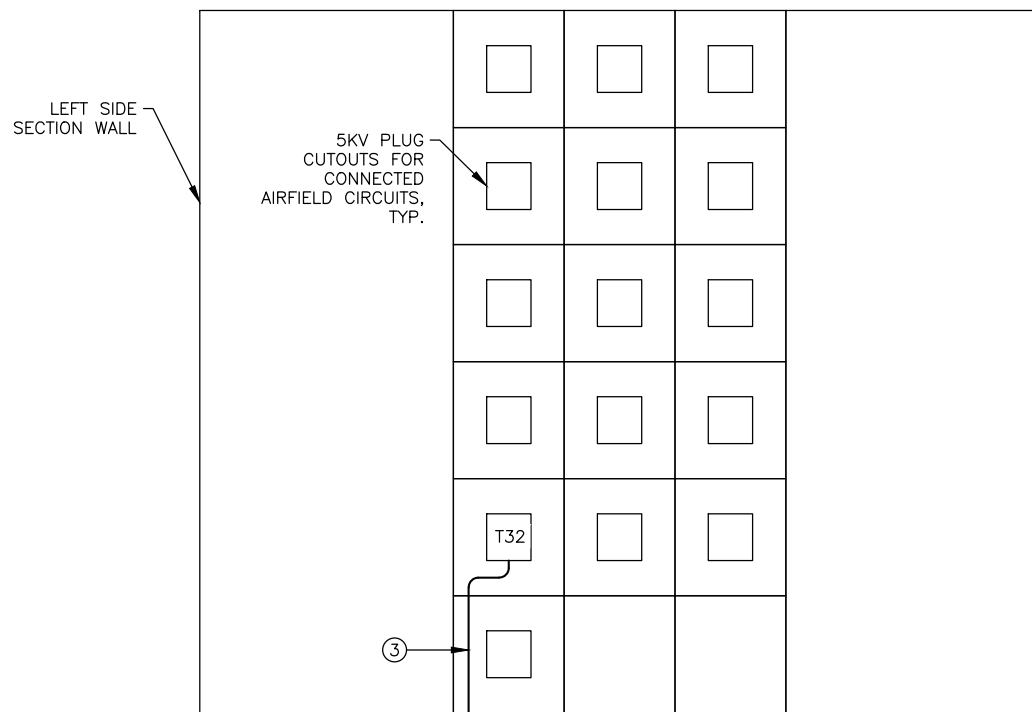 LEFT SIDE
SECTION WALL
5KV PLUG
CUTOUTS FOR
CONNECTED
AIRFIELD CIRCUITS,
TYP.
T32
3